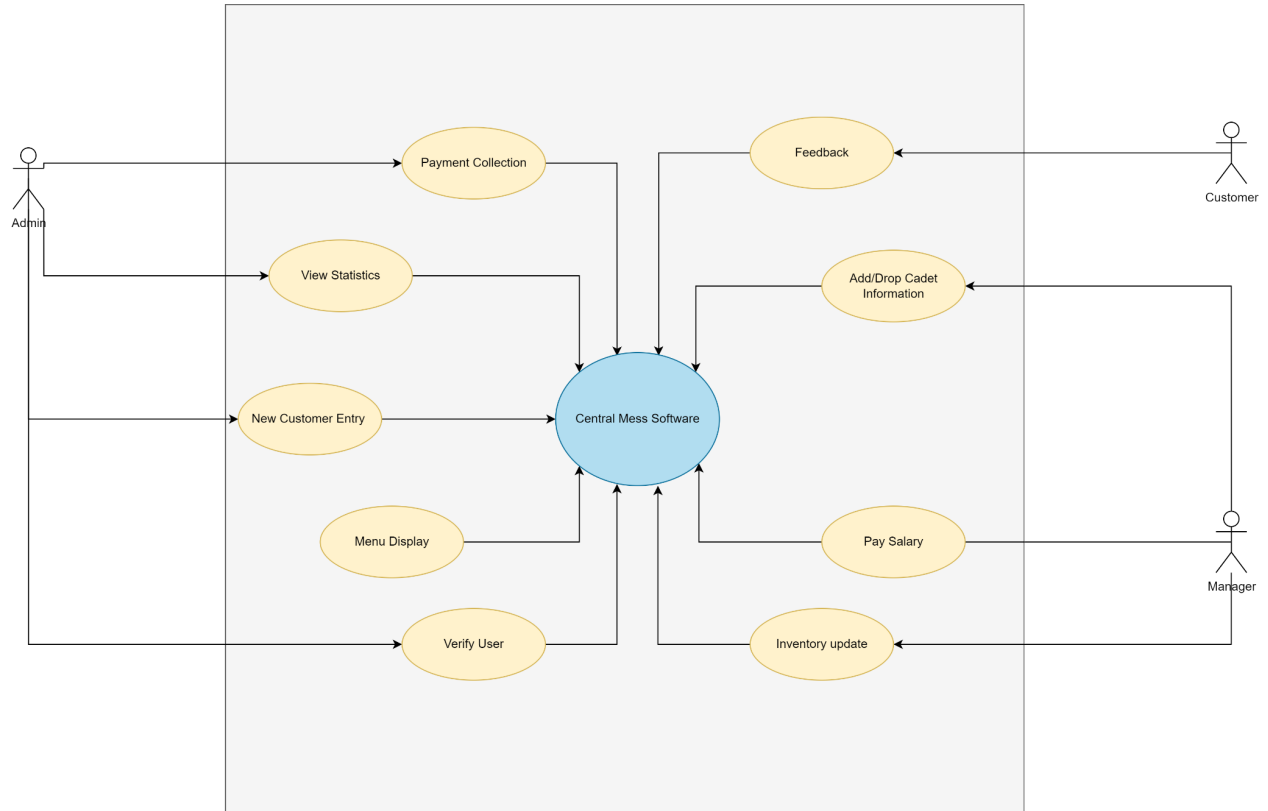 Payment Collection
Feedback
Admin
Customer
View Statistics
Add/Drop Cadet
Information
New Customer Entry
Central Mess Software
Menu Display
Pay Salary
Manager
Verify User
Inventory update